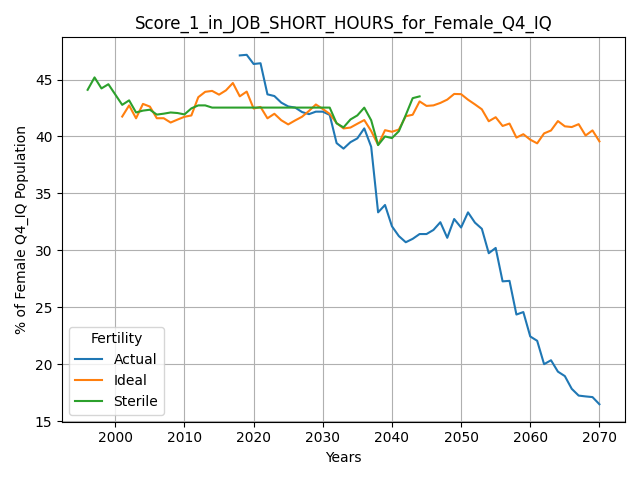 Score_1_in_JOB_SHORT_HOURS_for_Female_Q4_IQ
% of Female Q4_IQ Population
45
40
35
30
25
20
15
Fertility
Actual
Ideal
Sterile
2000 2010 2020 2030 2040 2050 2060 2070
Years